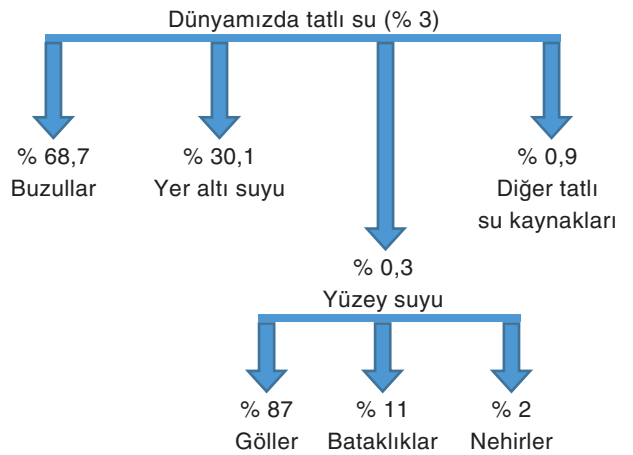 Dünyamızda tatlı su (% 3)
% 68,7
Buzullar
% 30,1
Yer altı suyu
% 0,9
Diğer tatlı
su kaynakları
% 0,3
Yüzey suyu
% 87
Göller
% 11
Bataklıklar
% 2
Nehirler